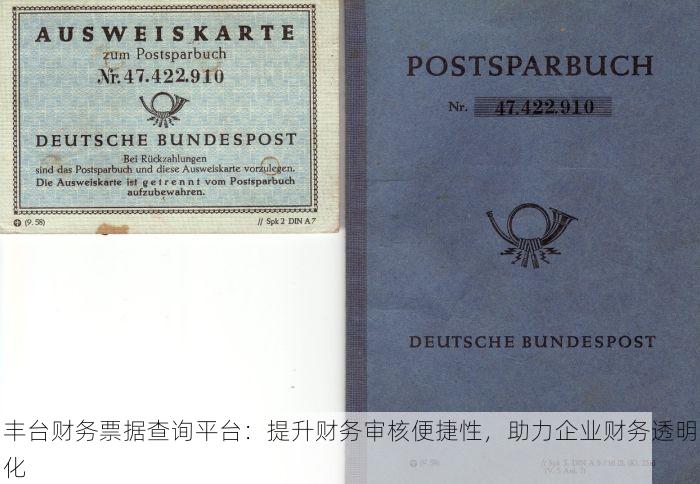 AUSWEISKARTE
zum Postsparbuch
Nr. 47.422.910
DEUTSCHE BUNDESPOST
Bei Rückzahlungen
sind das Postsparbuch und diese Ausweiskarte vorzulegen.
Die Ausweiskarte ist getrennt vom Postsparbuch
aufzubewahren.
(9. 58)
// Spk 2 DIN A 7
POSTSPARBUCH
Nr. 47.422.910
DEUTSCHE BUNDESPOST
丰台财务票据查询平台：提升财务审核便捷性，助力企业财务透明
化